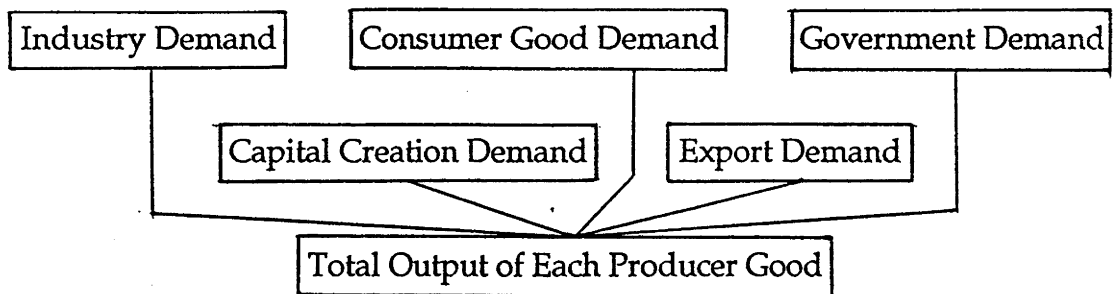 Industry Demand
Consumer Good Demand
Government Demand
Capital Creation Demand
Export Demand
Total Output of Each Producer Good